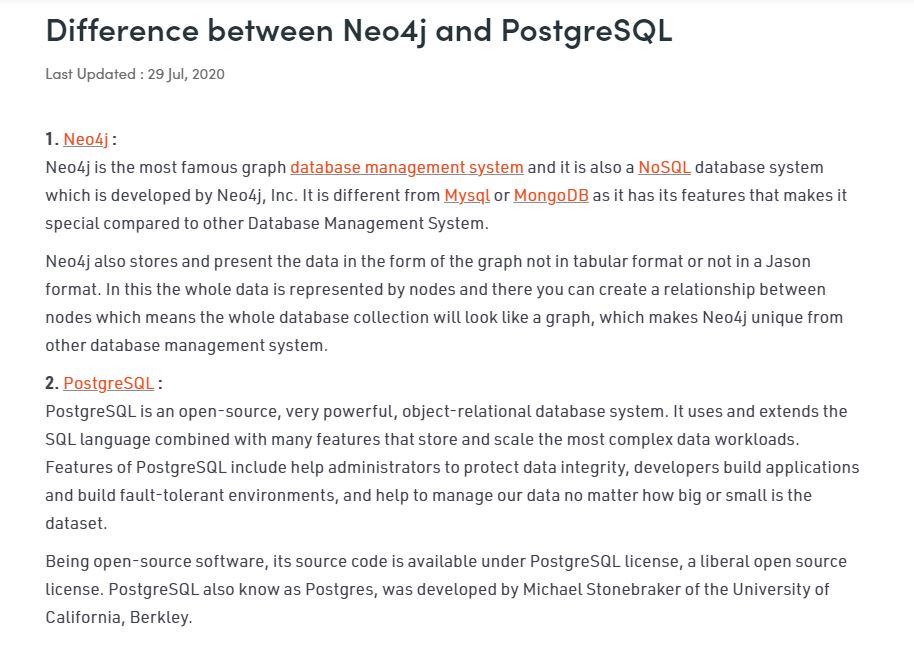 Difference between Neo4j and PostgreSQL
Last Updated : 29 Jul, 2020
1. Neo4j :
Neo4j is the most famous graph database management system and it is also a NoSQL database system
which is developed by Neo4j, Inc. It is different from Mysql or MongoDB as it has its features that makes it
special compared to other Database Management System.
Neo4j also stores and present the data in the form of the graph not in tabular format or not in a Jason
format. In this the whole data is represented by nodes and there you can create a relationship between
nodes which means the whole database collection will look like a graph, which makes Neo4j unique from
other database management system.
2. PostgreSQL :
PostgreSQL is an open-source, very powerful, object-relational database system. It uses and extends the
SQL language combined with many features that store and scale the most complex data workloads.
Features of PostgreSQL include help administrators to protect data integrity, developers build applications
and build fault-tolerant environments, and help to manage our data no matter how big or small is the
dataset.
Being open-source software, its source code is available under PostgreSQL license, a liberal open source
license. PostgreSQL also know as Postgres, was developed by Michael Stonebraker of the University of
California, Berkley.